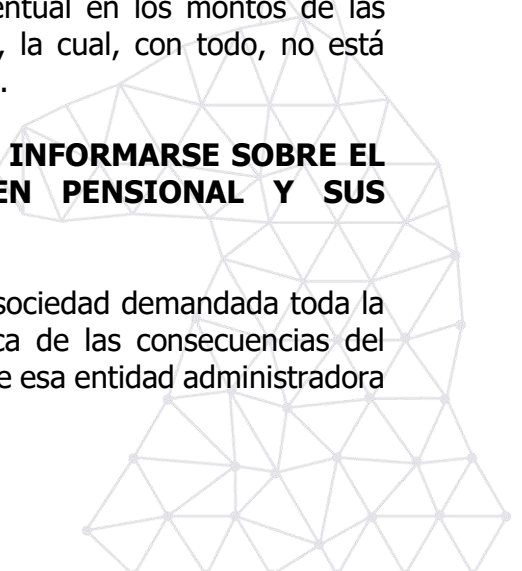 entual en los montos de las
, la cual, con todo, no está
.
INFORMARSE SOBRE EL
EN PENSIONAL Y SUS
sociedad demandada toda la
ca de las consecuencias del
e esa entidad administradora